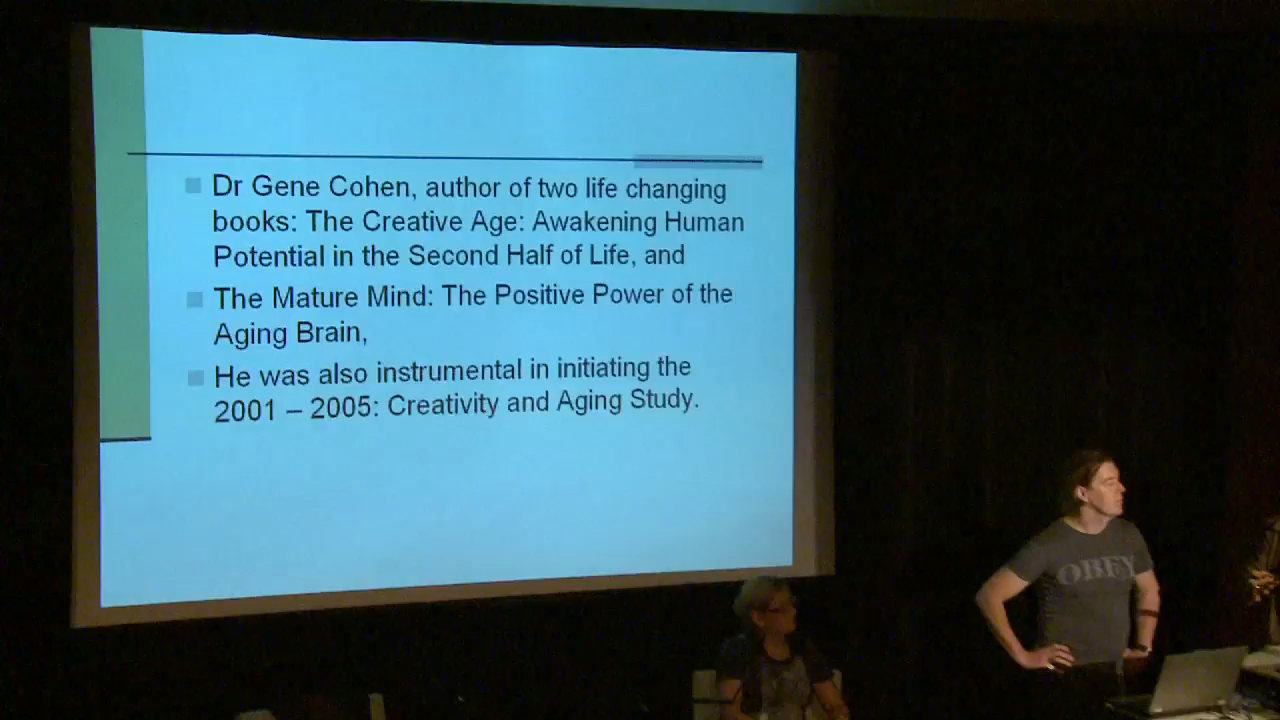 Dr Gene Cohen, author of two life changing
books: The Creative Age: Awakening Human
Potential in the Second Half of Life, and
The Mature Mind: The Positive Power of the
Aging Brain,
He was also instrumental in initiating the
2001 – 2005: Creativity and Aging Study.
OBEY